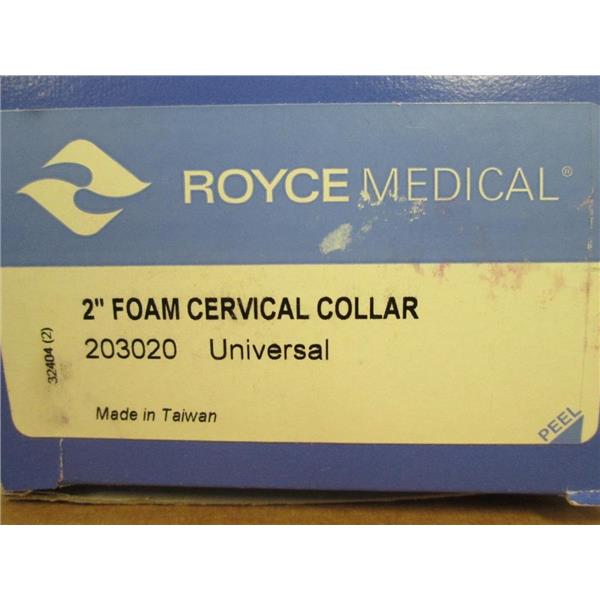 ROYCE MEDICAL®
2" FOAM CERVICAL COLLAR
203020 Universal
32404 (2)
Made in Taiwan
PEEL